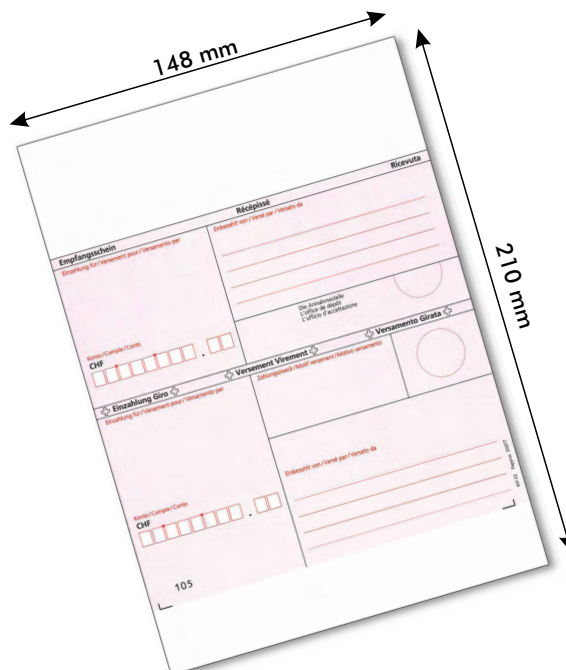 148 mm
210 mm
Empfangsschein Récépissé Ricevuta
Einzahlung für / Versement pour / Versamento per
Einbezahlt von / Versé par / Versato da
Die Annahmestelle
L'office de dépôt
L'ufficio d'accettazione
Konto / Compte / Conto
CHF
Einzahlung Giro Versement Virement Versamento Girata
Einzahlung für / Versement pour / Versamento per
Zahlungszweck / Motif versement / Motivo versamento
Einbezahlt von / Versé par / Versato da
Konto / Compte / Conto
CHF
105